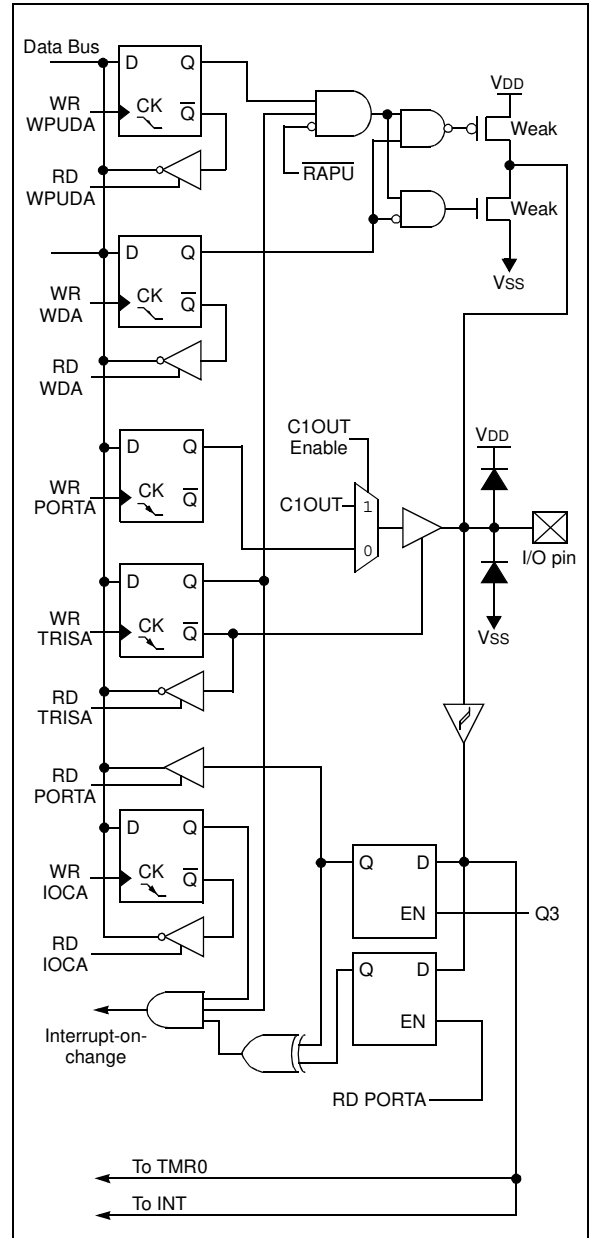 Data Bus
D Q
VDD
WR
WPUDA
CK Q̅
Weak
RD
WPUDA
R̅A̅P̅U̅
Weak
D Q
VSS
WR
WDA
CK Q̅
RD
WDA
C1OUT
Enable
VDD
D Q
WR
PORTA
CK Q̅
C1OUT
1
0
I/O pin
D Q
WR
TRISA
CK Q̅
VSS
RD
TRISA
RD
PORTA
D Q
WR
IOCA
CK Q̅
Q D
EN
Q3
RD
IOCA
Q D
EN
Interrupt-on-
change
RD PORTA
To TMR0
To INT